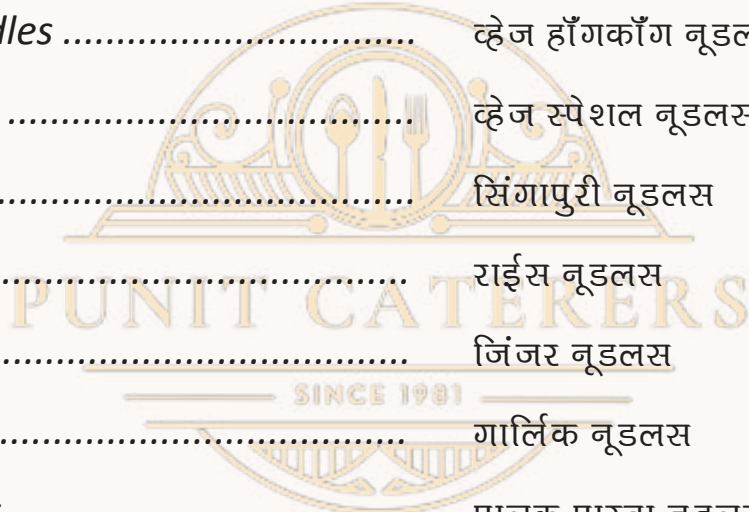 dles ................................. व्हेज हाँगकाँग नूडल
...................................... व्हेज स्पेशल नूडलस
....................................... सिंगापुरी नूडलस
...................................... राईस नूडलस
PUNIT CATERERS
.................................... जिंजर नूडलस
SINCE 1981
...................................... गार्लिक नूडलस